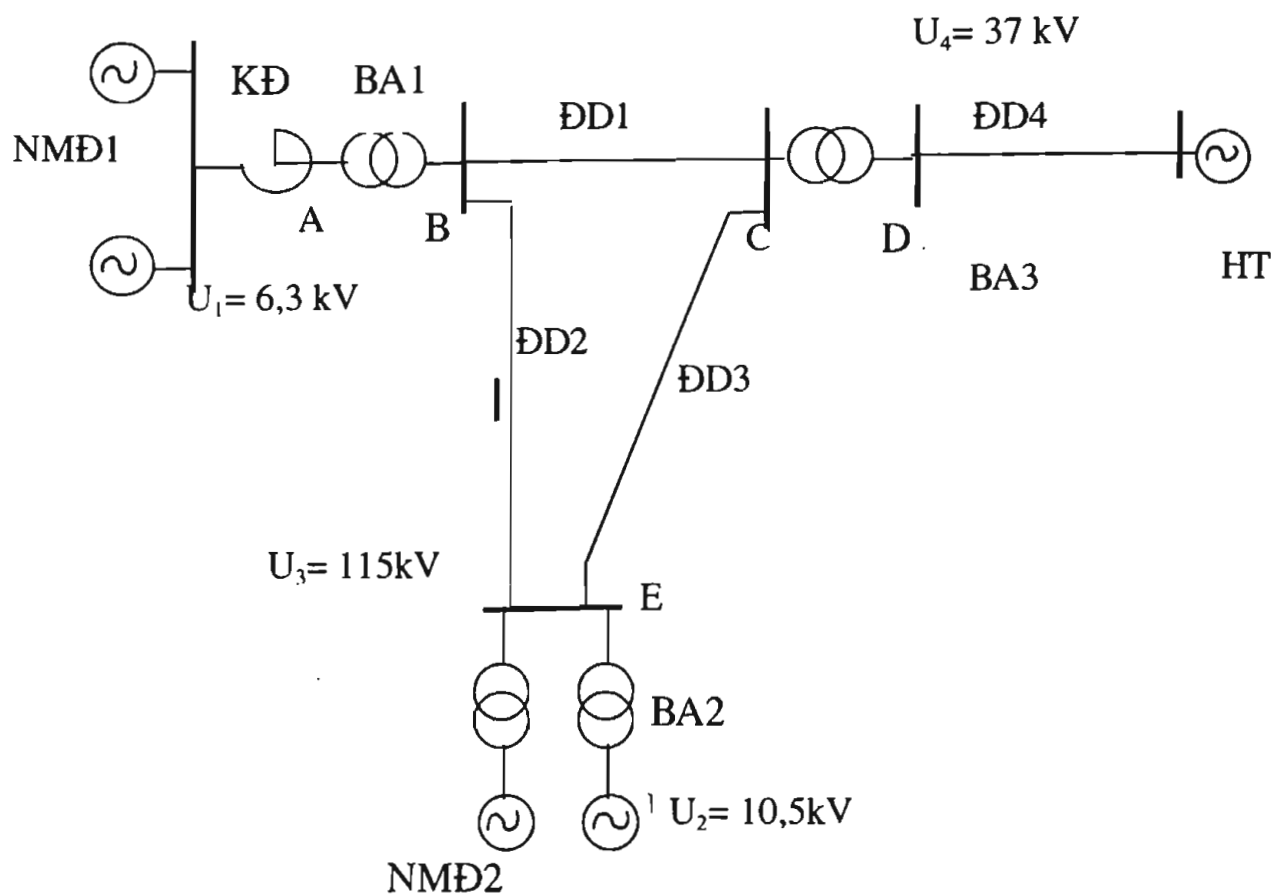 U₄= 37 kV
KĐ
BA1
ĐD1
ĐD4
NMĐ1
A
B
C
D
BA3
HT
U₁= 6,3 kV
ĐD2
ĐD3
U₃= 115kV
E
BA2
U₂= 10,5kV
NMĐ2